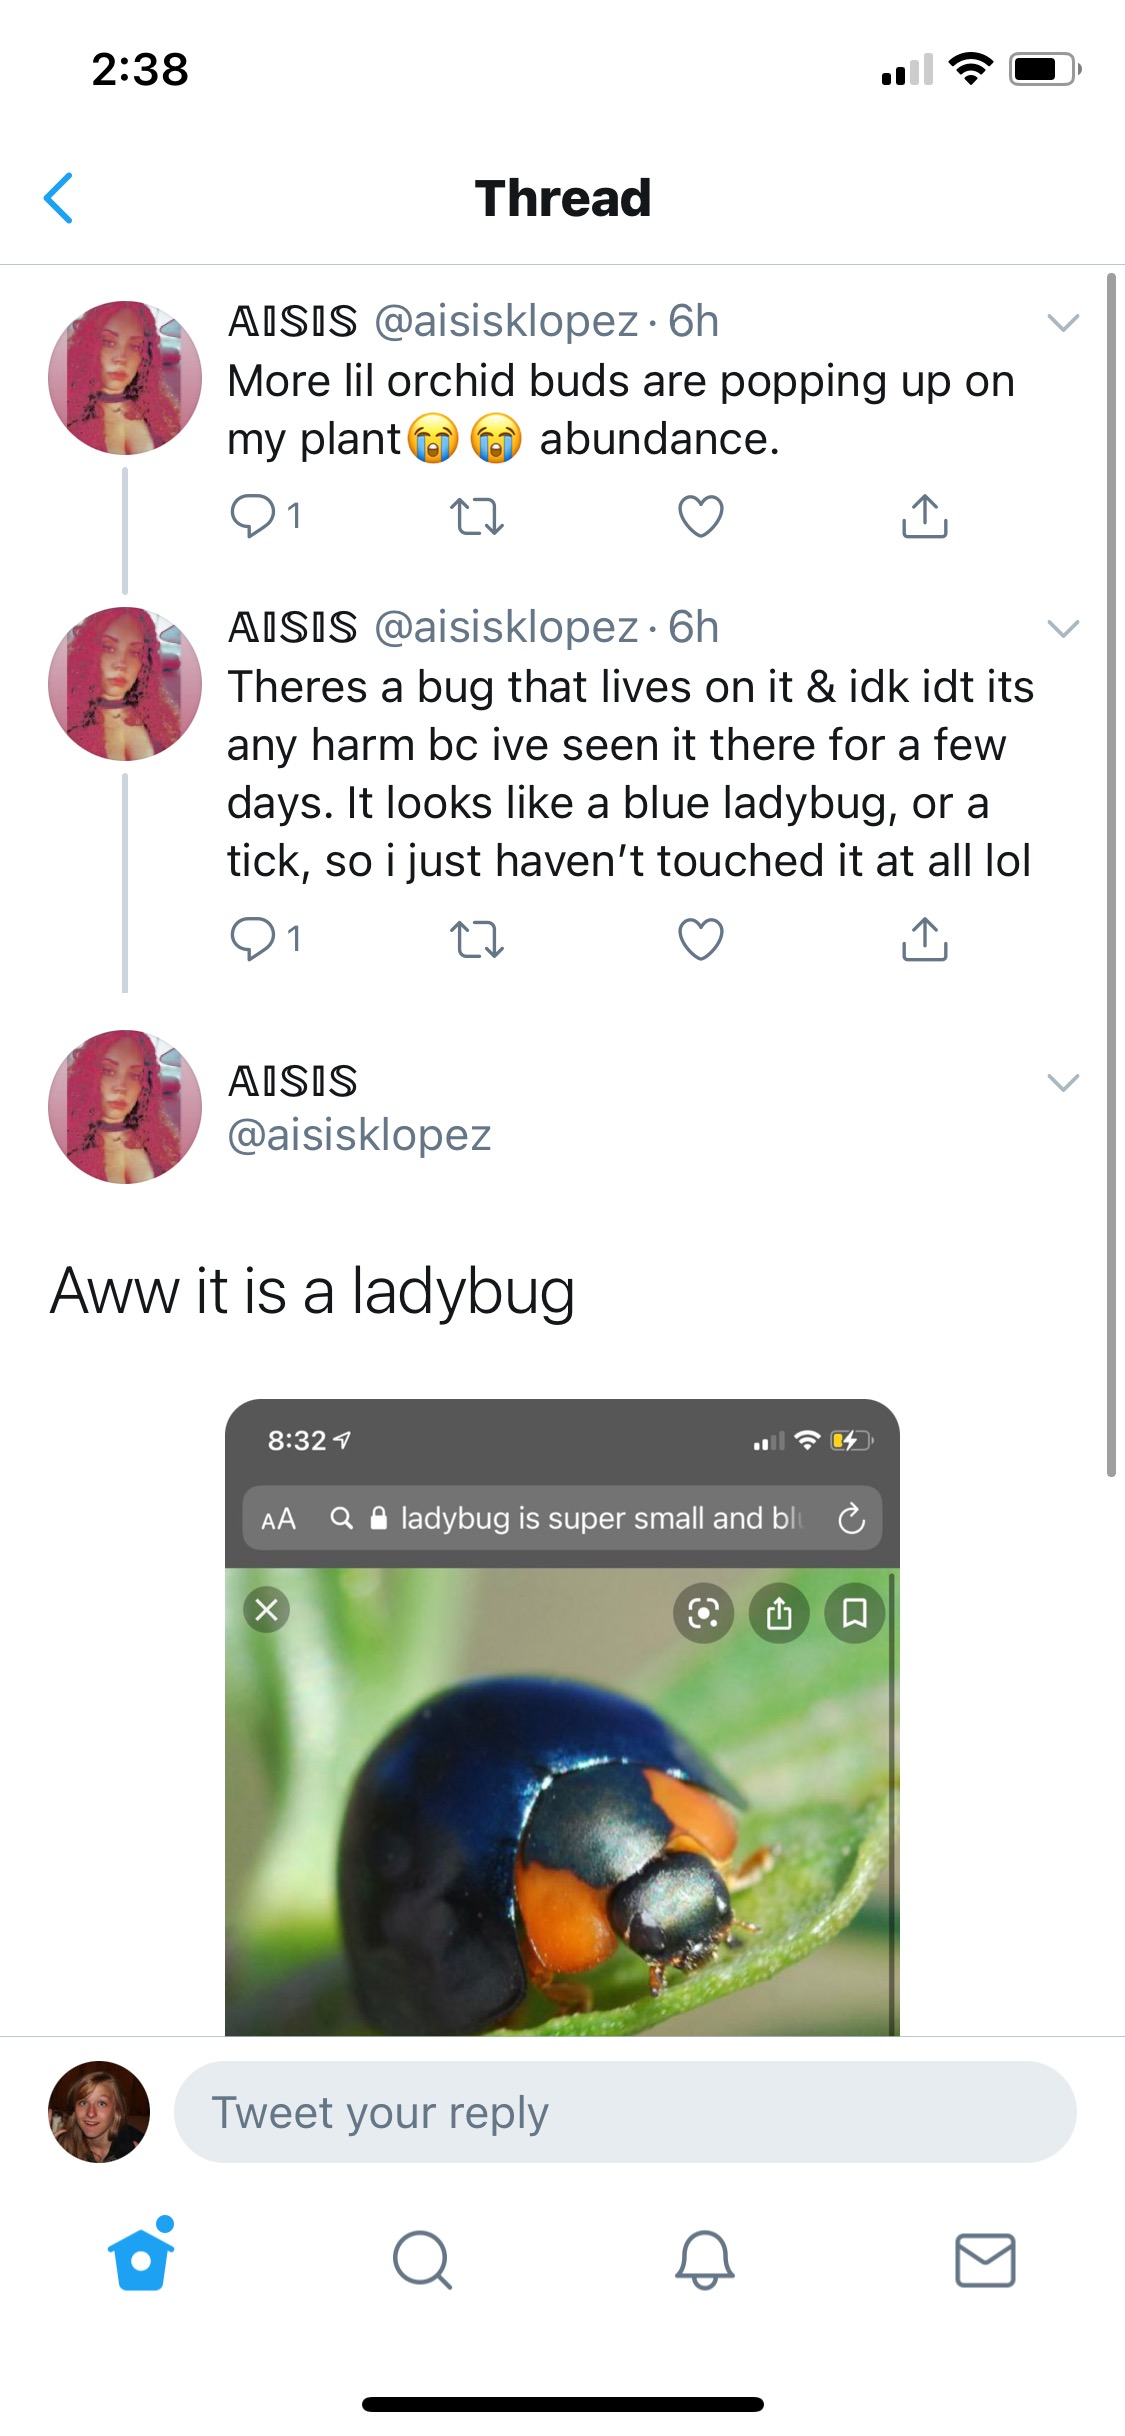 2:38
Thread
𝔸𝕀𝕊𝕀𝕊 @aisisklopez · 6h
More lil orchid buds are popping up on
my plant😭😭 abundance.
1
𝔸𝕀𝕊𝕀𝕊 @aisisklopez · 6h
Theres a bug that lives on it & idk idt its
any harm bc ive seen it there for a few
days. It looks like a blue ladybug, or a
tick, so i just haven’t touched it at all lol
1
𝔸𝕀𝕊𝕀𝕊
@aisisklopez
Aww it is a ladybug
8:32
AA ladybug is super small and
Tweet your reply